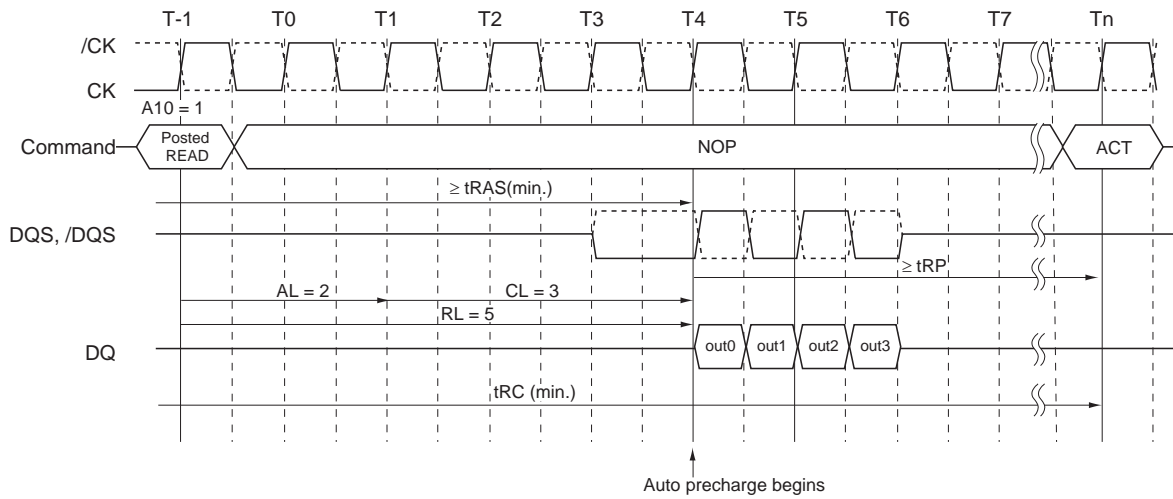 T-1 T0 T1 T2 T3 T4 T5 T6 T7 Tn
/CK
CK
A10 = 1
Command
Posted
READ
NOP
ACT
≥ tRAS(min.)
DQS, /DQS
≥ tRP
AL = 2
CL = 3
RL = 5
DQ
out0 out1 out2 out3
tRC (min.)
Auto precharge begins